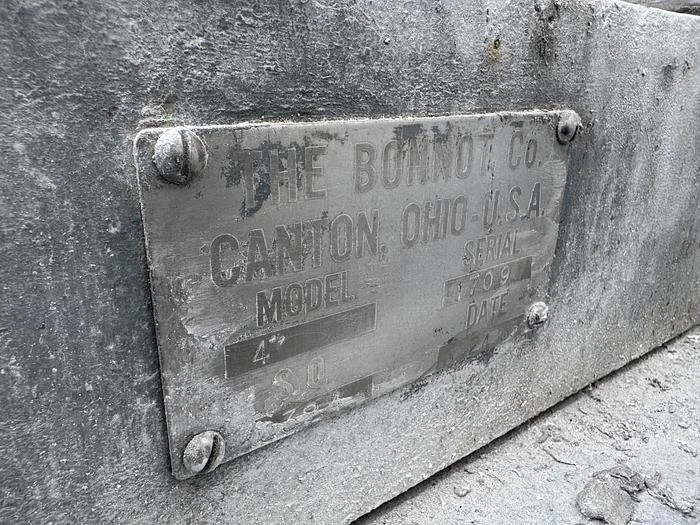 THE BONNOT Co.
CANTON, OHIO - U.S.A.
MODEL
SERIAL
4"
1709
S.O.
DATE